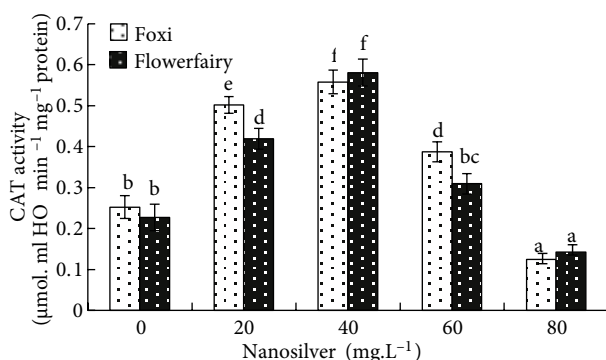 0.7
0.6
0.5
0.4
0.3
0.2
0.1
0
CAT activity
(μmol. ml HO min ⁻¹ mg⁻¹ protein)
Foxi
Flowerfairy
b b
e d
f f
d bc
a a
0 20 40 60 80
Nanosilver (mg.L⁻¹)